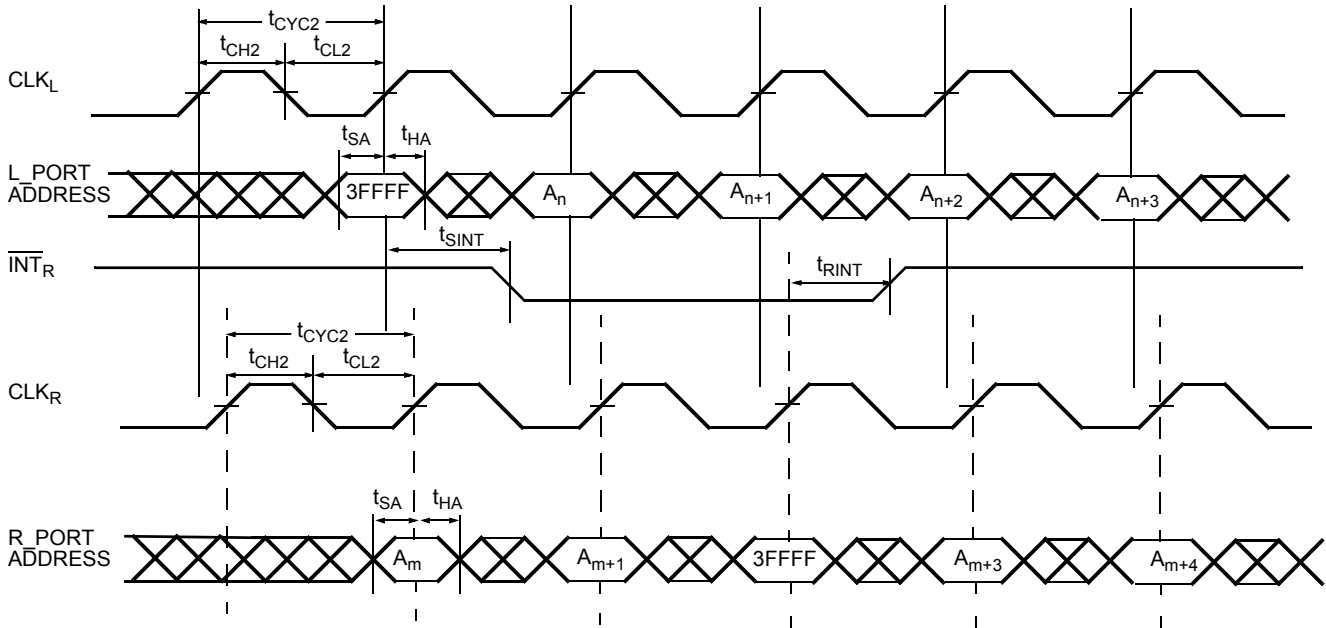 tCYC2
tCH2 tCL2
CLKL
tSA tHA
L_PORT
ADDRESS
3FFFF An An+1 An+2 An+3
tSINT
INTR
tRINT
tCYC2
tCH2 tCL2
CLKR
tSA tHA
R_PORT
ADDRESS
Am Am+1 3FFFF Am+3 Am+4